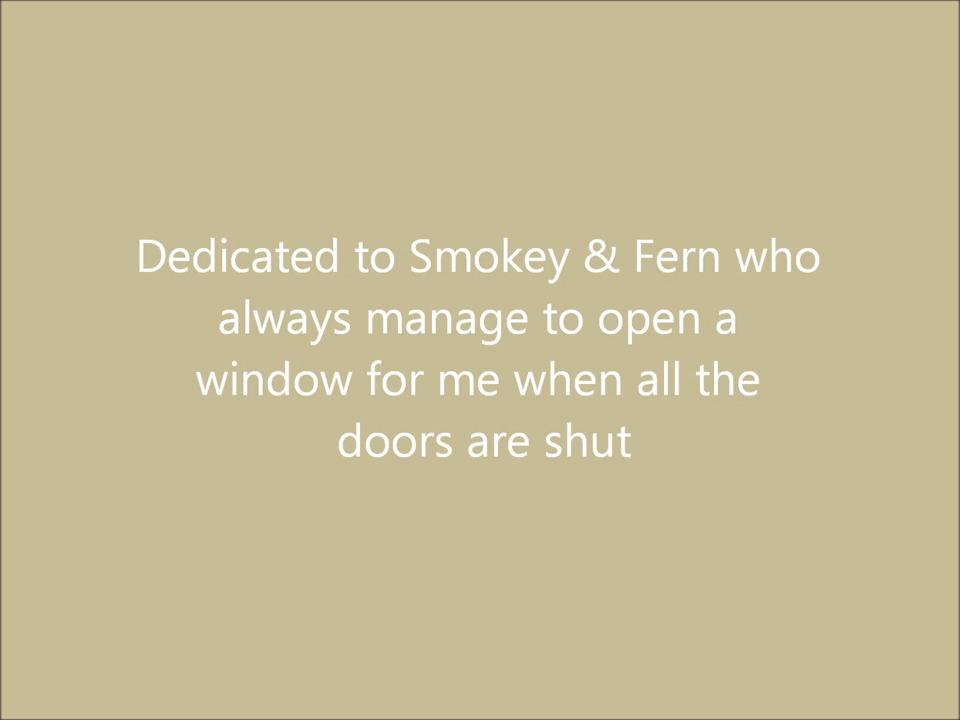 Dedicated to Smokey & Fern who
always manage to open a
window for me when all the
doors are shut